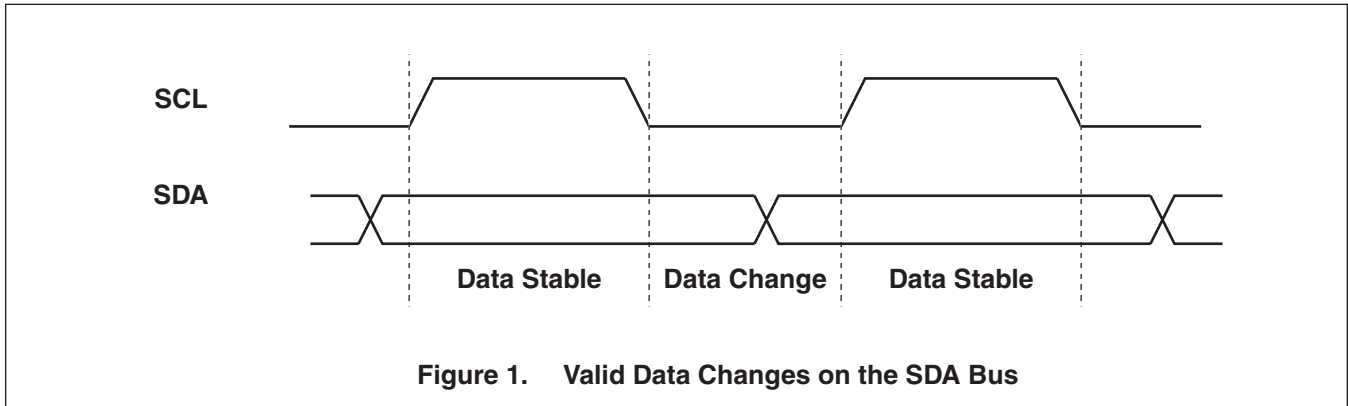 SCL
SDA
Data Stable Data Change Data Stable
Figure 1. Valid Data Changes on the SDA Bus